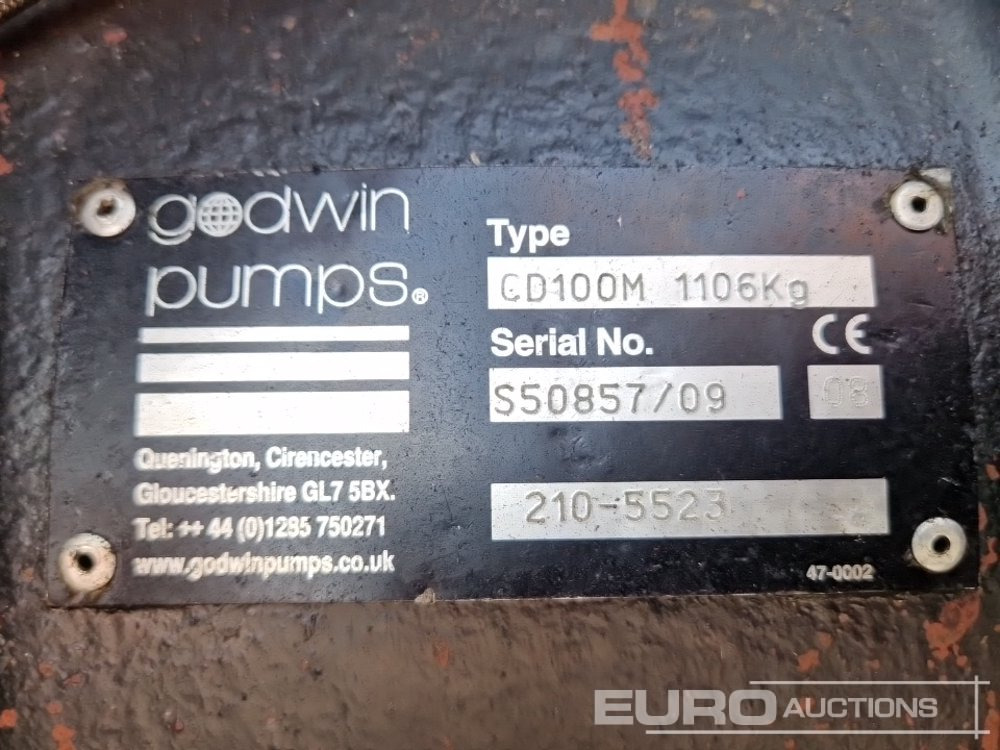 godwin
pumps®
Quenington, Cirencester,
Gloucestershire GL7 5BX.
Tel: ++ 44 (0)1285 750271
www.godwinpumps.co.uk
Type
CD100M 1106Kg
Serial No.
CE
S50857/09
08
210-5523
47-0002
EURO AUCTIONS